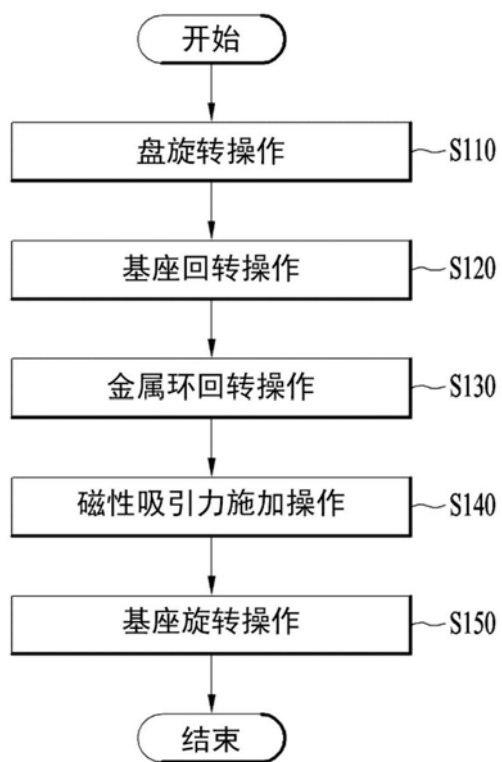 开始
盘旋转操作 S110
基座回转操作 S120
金属环回转操作 S130
磁性吸引力施加操作 S140
基座旋转操作 S150
结束